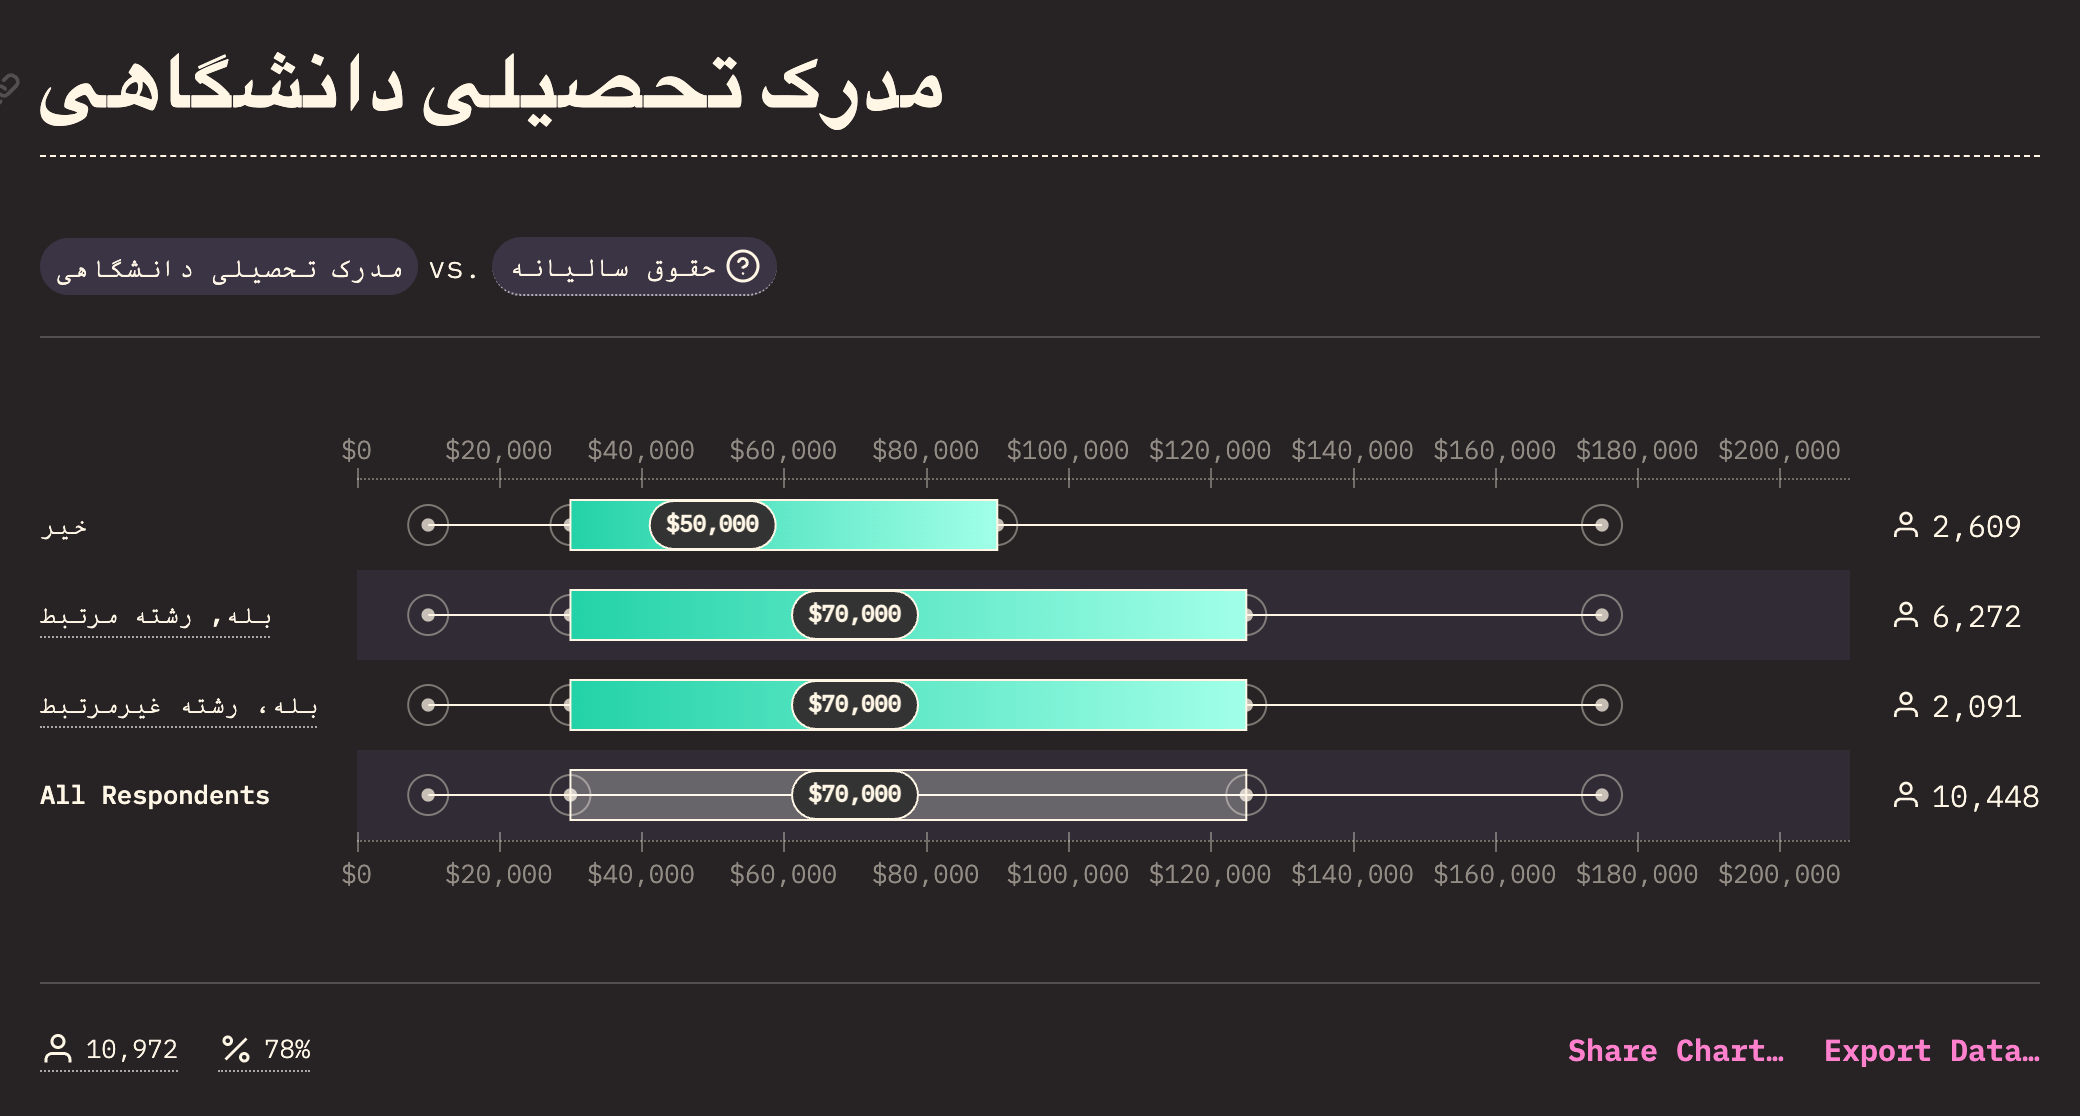 مدرک تحصیلی دانشگاهی
مدرک تحصیلی دانشگاهی vs. حقوق سالیانه
$0 $20,000 $40,000 $60,000 $80,000 $100,000 $120,000 $140,000 $160,000 $180,000 $200,000
خیر $50,000 2,609
بله, رشته مرتبط $70,000 6,272
بله، رشته غیرمرتبط $70,000 2,091
All Respondents $70,000 10,448
$0 $20,000 $40,000 $60,000 $80,000 $100,000 $120,000 $140,000 $160,000 $180,000 $200,000
10,972 78% Share Chart… Export Data…